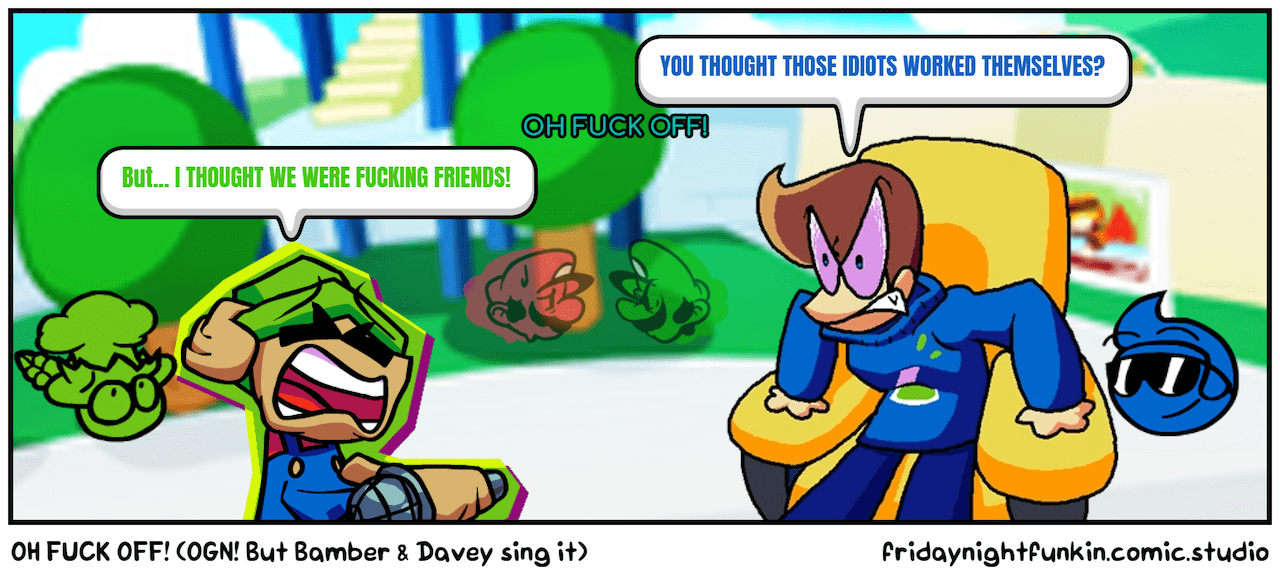 YOU THOUGHT THOSE IDIOTS WORKED THEMSELVES?
OH FUCK OFF!
But... I THOUGHT WE WERE FUCKING FRIENDS!
OH FUCK OFF! (OGN! But Bamber & Davey sing it)
fridaynightfunkin.comic.studio